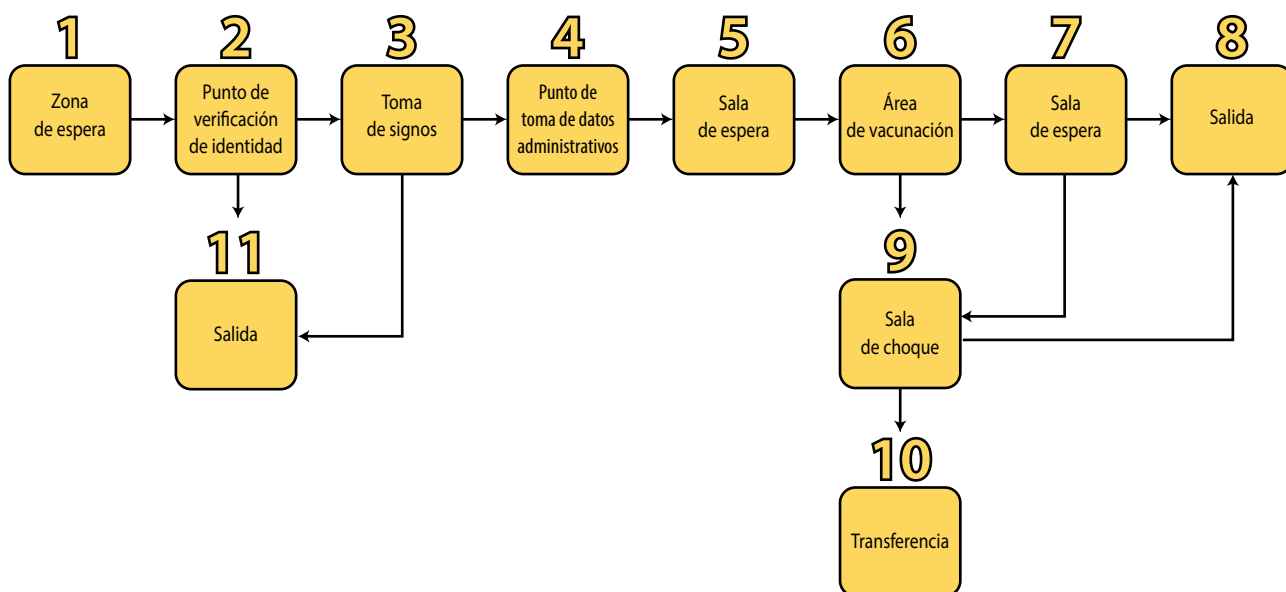 1
Zona
de espera
2
Punto de
verificación
de identidad
3
Toma
de signos
4
Punto de
toma de datos
administrativos
5
Sala
de espera
6
Área
de vacunación
7
Sala
de espera
8
Salida
11
Salida
9
Sala
de choque
10
Transferencia